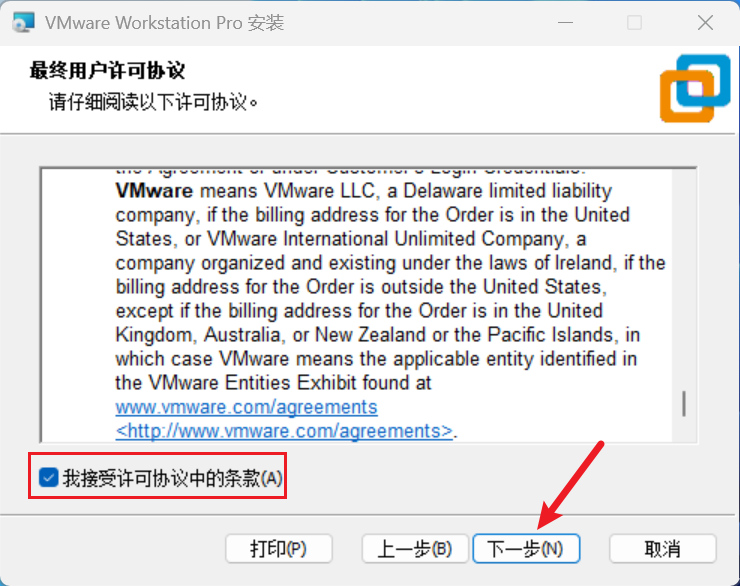 VMware Workstation Pro 安装
最终用户许可协议
请仔细阅读以下许可协议。
the Agreement or under Customer's Login Credentials.
VMware means VMware LLC, a Delaware limited liability
company, if the billing address for the Order is in the United
States, or VMware International Unlimited Company, a
company organized and existing under the laws of Ireland, if the
billing address for the Order is outside the United States,
except if the billing address for the Order is in the United
Kingdom, Australia, or New Zealand or the Pacific Islands, in
which case VMware means the applicable entity identified in
the VMware Entities Exhibit found at
www.vmware.com/agreements
<http://www.vmware.com/agreements>.
我接受许可协议中的条款(A)
打印(P) 上一步(B) 下一步(N) 取消